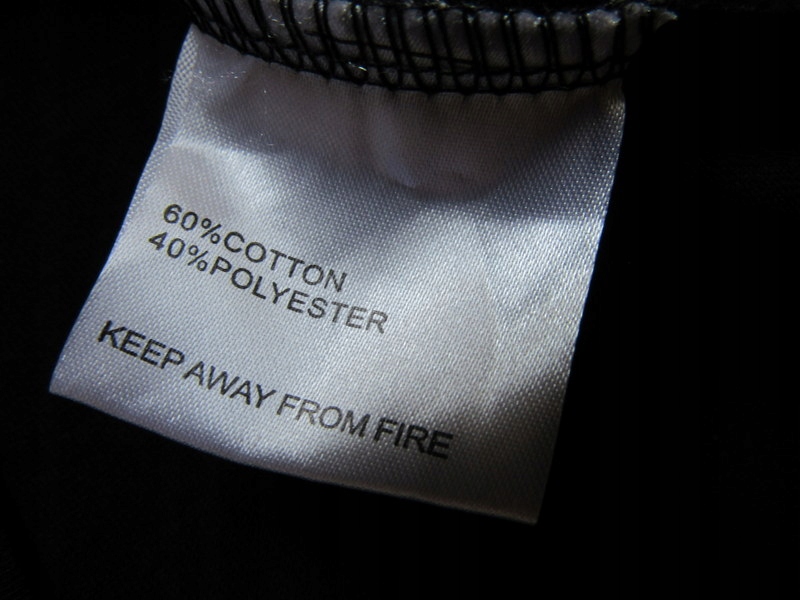 60%COTTON
40%POLYESTER
KEEP AWAY FROM FIRE